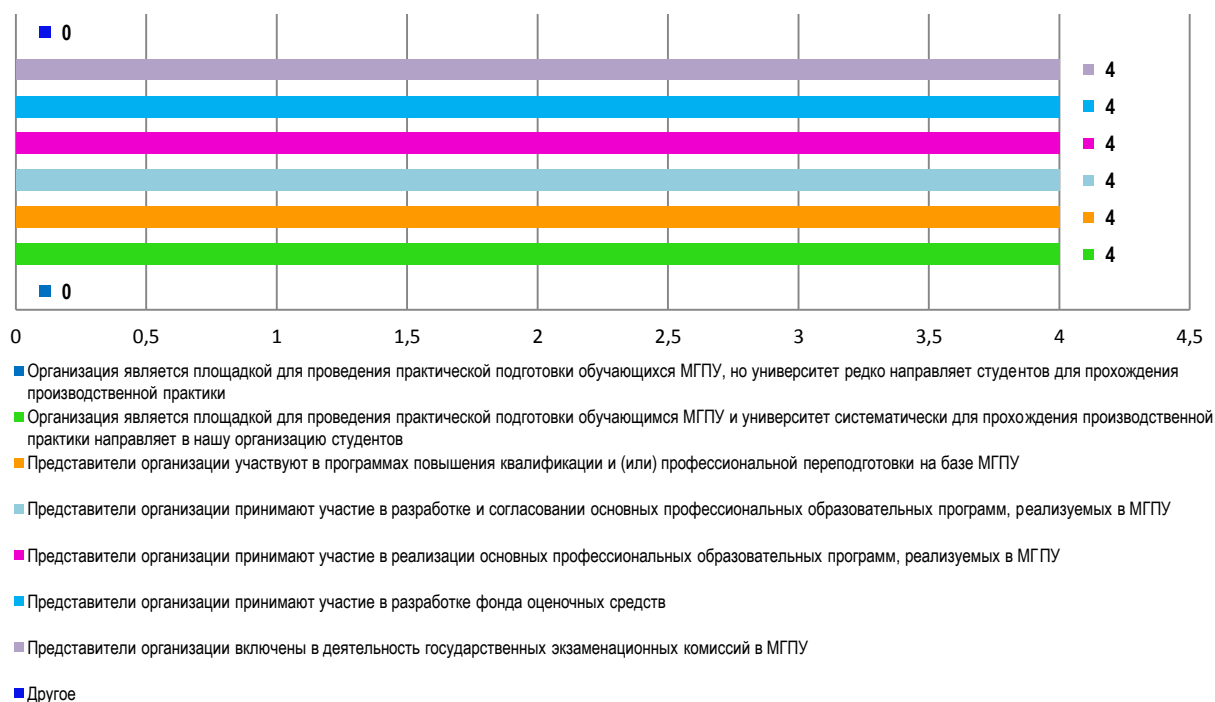 0
4
4
4
4
4
4
0
0 0,5 1 1,5 2 2,5 3 3,5 4 4,5
Организация является площадкой для проведения практической подготовки обучающихся МГПУ, но университет редко направляет студентов для прохождения
производственной практики
Организация является площадкой для проведения практической подготовки обучающимся МГПУ и университет систематически для прохождения производственной
практики направляет в нашу организацию студентов
Представители организации участвуют в программах повышения квалификации и (или) профессиональной переподготовки на базе МГПУ
Представители организации принимают участие в разработке и согласовании основных профессиональных образовательных программ, реализуемых в МГПУ
Представители организации принимают участие в реализации основных профессиональных образовательных программ, реализуемых в МГПУ
Представители организации принимают участие в разработке фонда оценочных средств
Представители организации включены в деятельность государственных экзаменационных комиссий в МГПУ
Другое